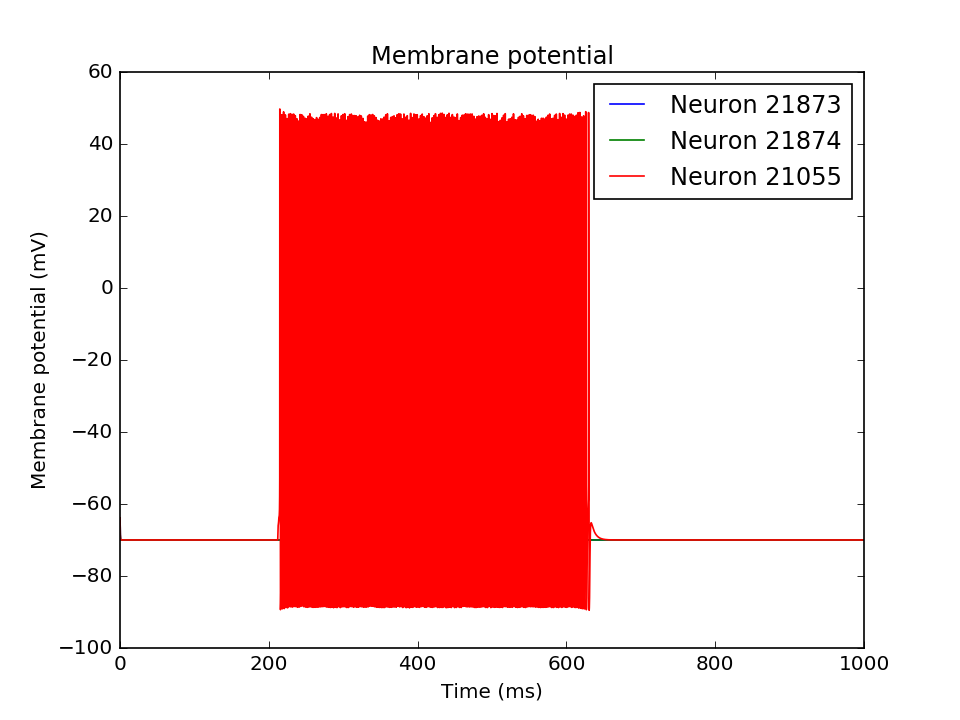 Membrane potential
60
40
20
0
−20
−40
−60
−80
−100
Membrane potential (mV)
Neuron 21873
Neuron 21874
Neuron 21055
0 200 400 600 800 1000
Time (ms)